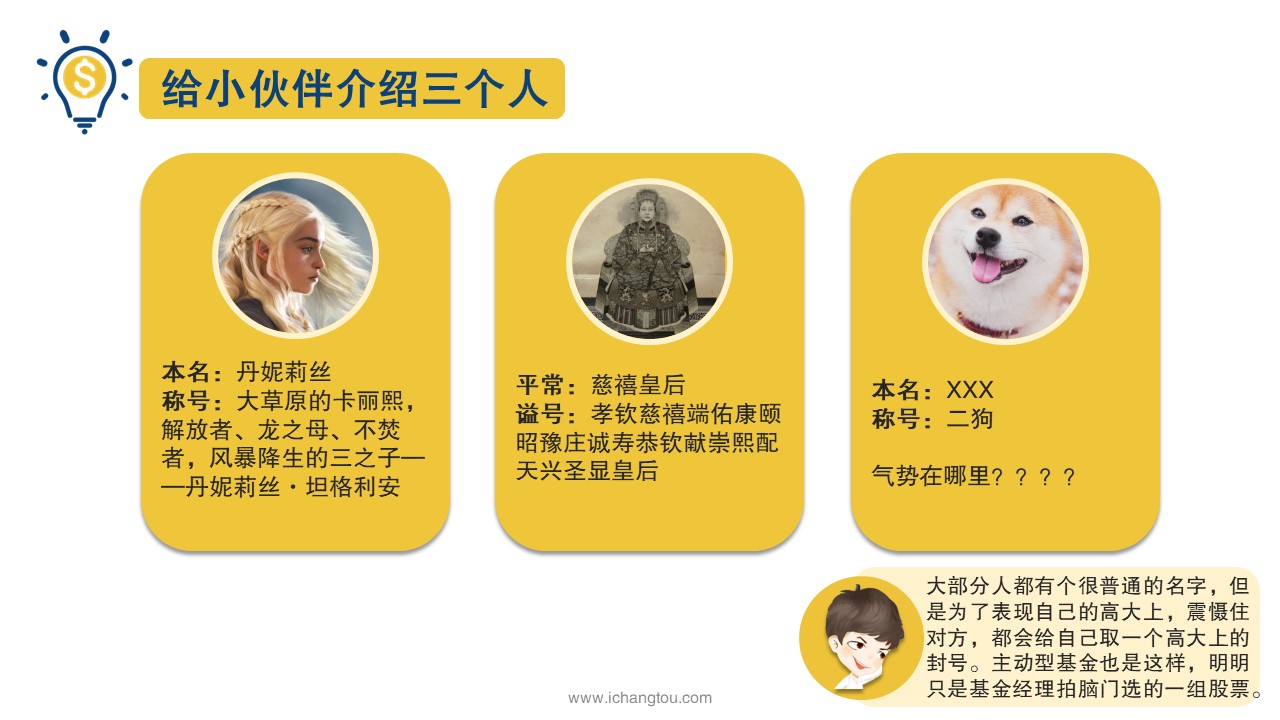 给小伙伴介绍三个人
本名：丹妮莉丝
称号：大草原的卡丽熙，
解放者、龙之母、不焚
者，风暴降生的三之子—
—丹妮莉丝·坦格利安
平常：慈禧皇后
谥号：孝钦慈禧端佑康颐
昭豫庄诚寿恭钦献崇熙配
天兴圣显皇后
本名：XXX
称号：二狗
气势在哪里？？？？
大部分人都有个很普通的名字，但
是为了表现自己的高大上，震慑住
对方，都会给自己取一个高大上的
封号。主动型基金也是这样，明明
只是基金经理拍脑门选的一组股票。
www.ichangtou.com